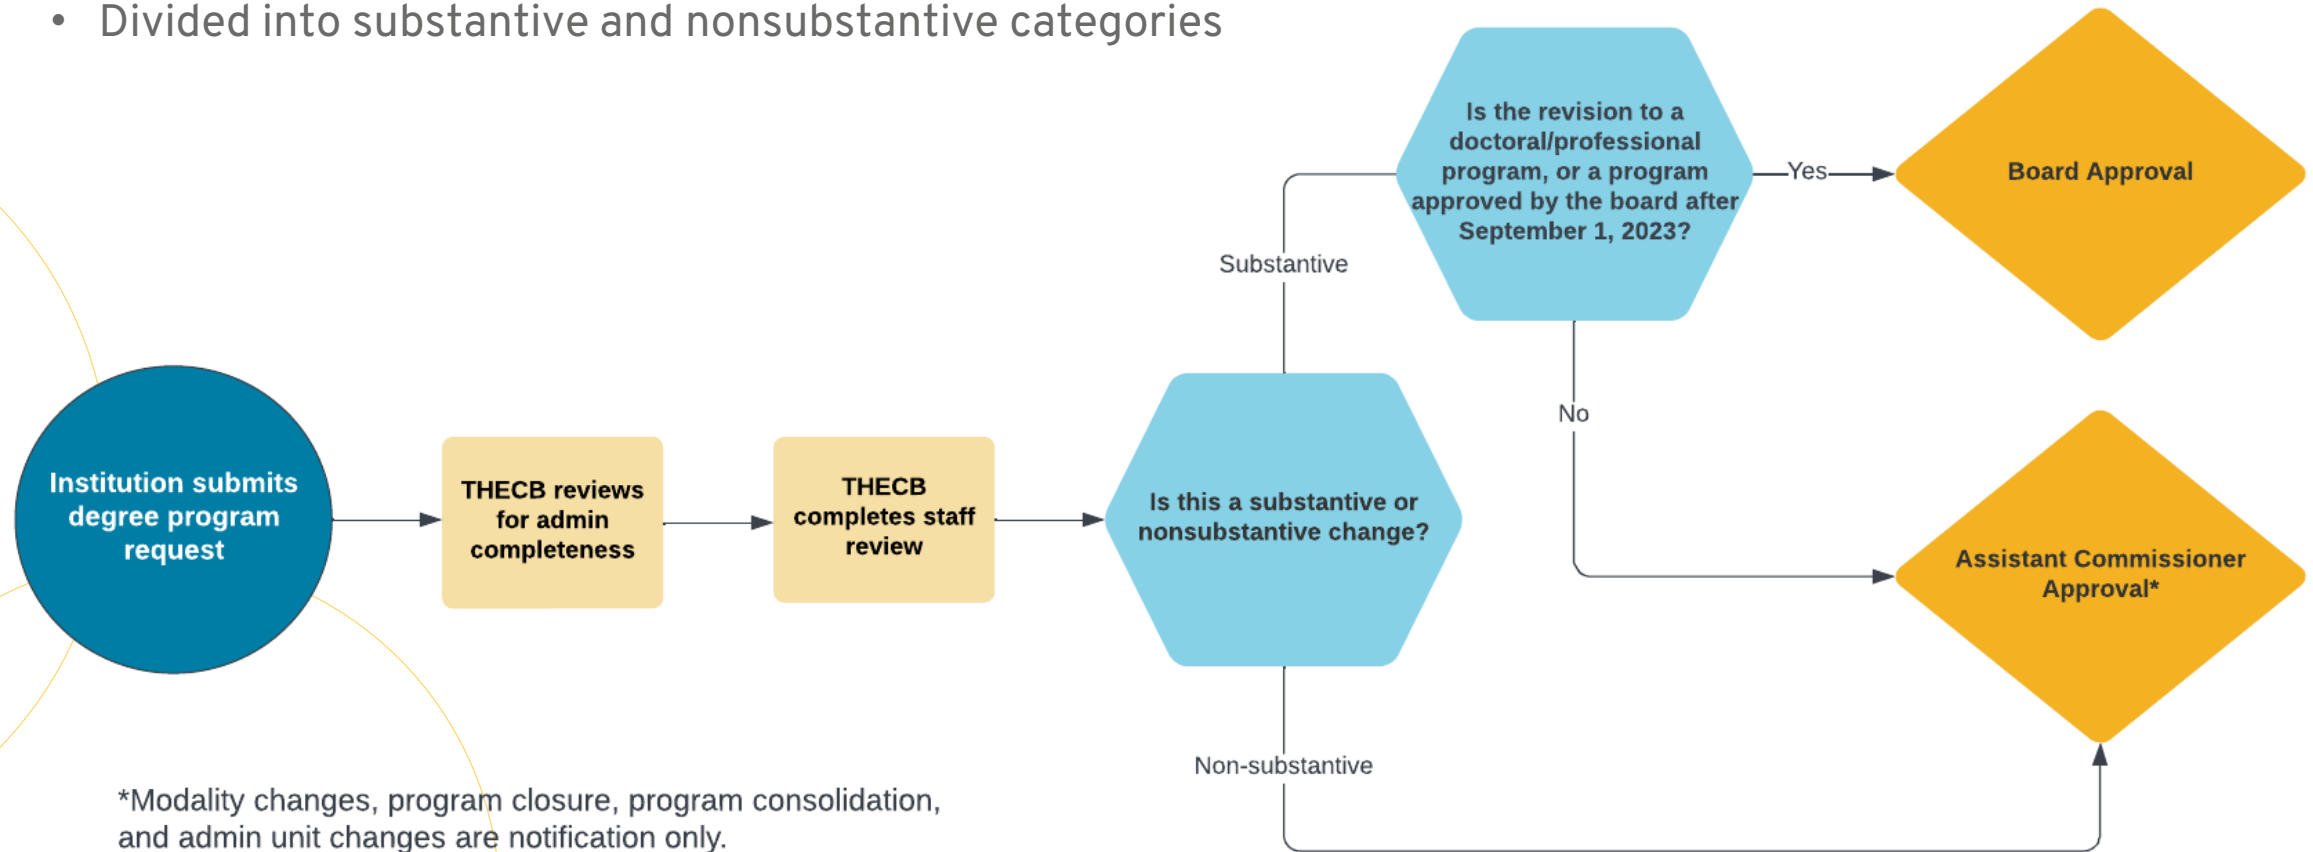 • Divided into substantive and nonsubstantive categories
Is the revision to a
doctoral/professional
program, or a program
approved by the board after
September 1, 2023?
Yes
Board Approval
Substantive
No
Institution submits
degree program
request
THECB reviews
for admin
completeness
THECB
completes staff
review
Is this a substantive or
nonsubstantive change?
Assistant Commissioner
Approval*
Non-substantive
*Modality changes, program closure, program consolidation,
and admin unit changes are notification only.